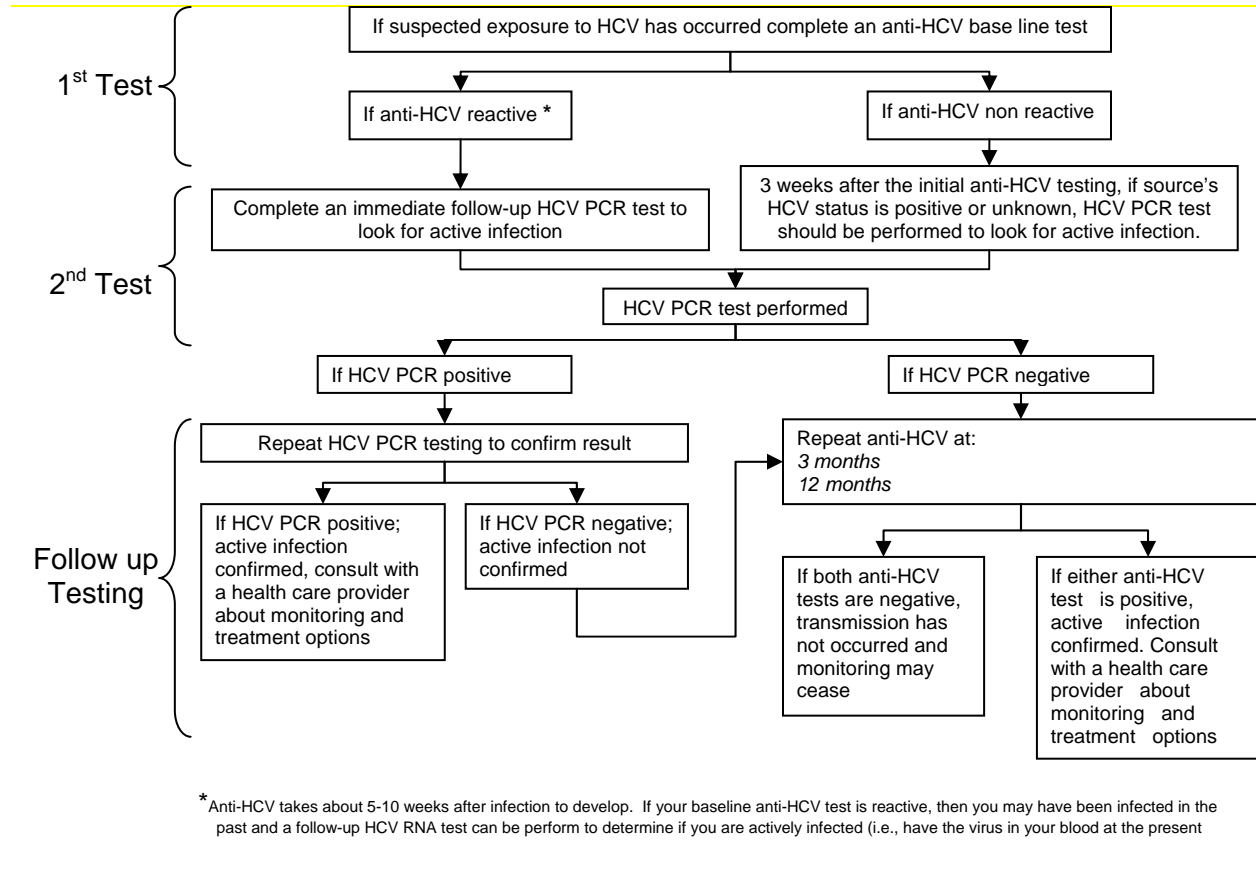 If suspected exposure to HCV has occurred complete an anti-HCV base line test
1st Test
If anti-HCV reactive *
If anti-HCV non reactive
Complete an immediate follow-up HCV PCR test to
look for active infection
3 weeks after the initial anti-HCV testing, if source's
HCV status is positive or unknown, HCV PCR test
should be performed to look for active infection.
2nd Test
HCV PCR test performed
If HCV PCR positive
If HCV PCR negative
Repeat HCV PCR testing to confirm result
Repeat anti-HCV at:
3 months
12 months
Follow up
Testing
If HCV PCR positive;
active infection
confirmed, consult with
a health care provider
about monitoring and
treatment options
If HCV PCR negative;
active infection not
confirmed
If both anti-HCV
tests are negative,
transmission has
not occurred and
monitoring may
cease
If either anti-HCV
test is positive,
active infection
confirmed. Consult
with a health care
provider about
monitoring and
treatment options
*Anti-HCV takes about 5-10 weeks after infection to develop. If your baseline anti-HCV test is reactive, then you may have been infected in the
past and a follow-up HCV RNA test can be perform to determine if you are actively infected (i.e., have the virus in your blood at the present